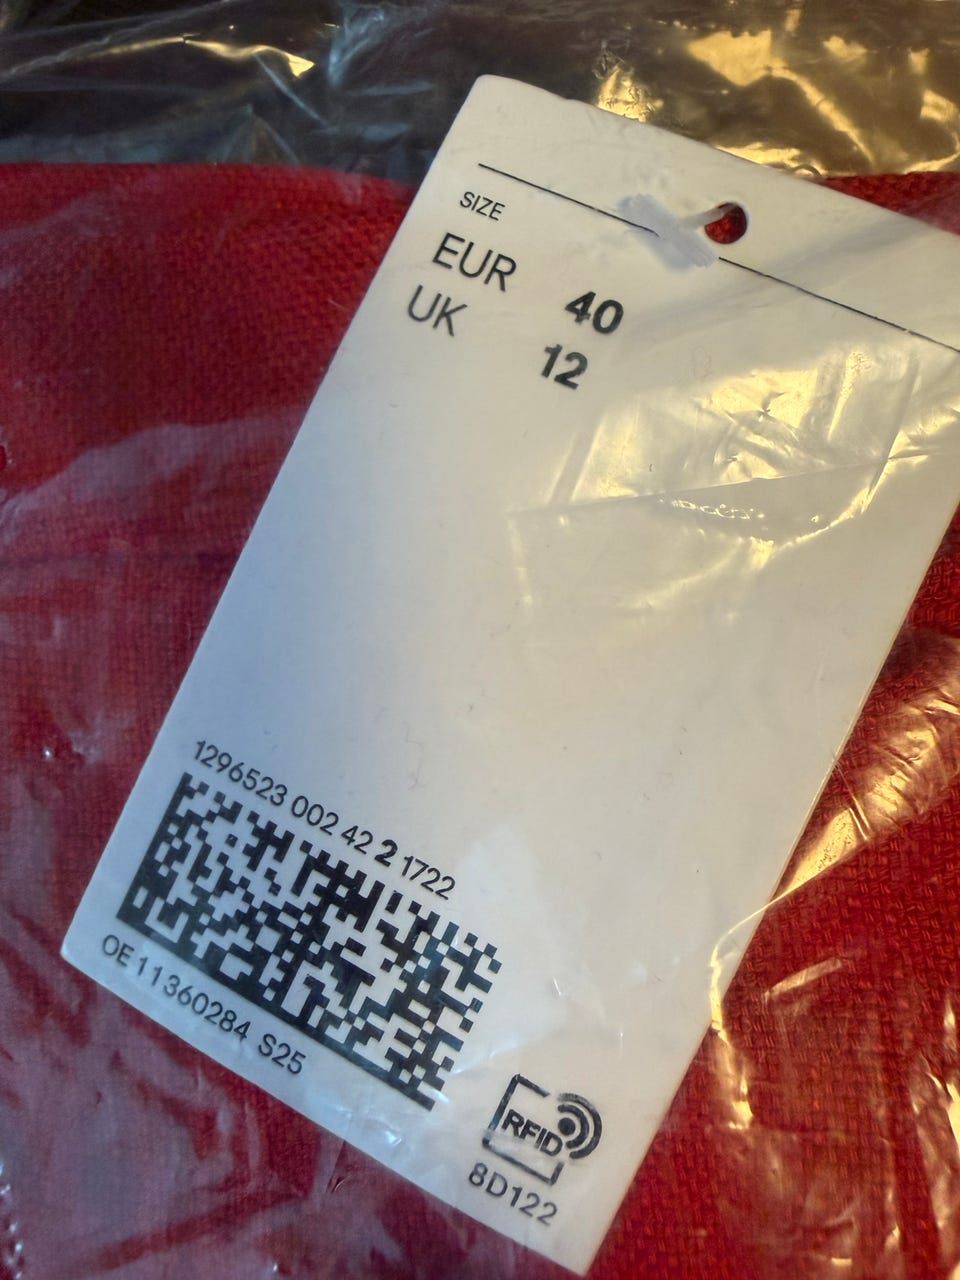 SIZE
EUR 40
UK 12
1296523 002 42 2 1722
OE 11360284 S25
RFID
8D122